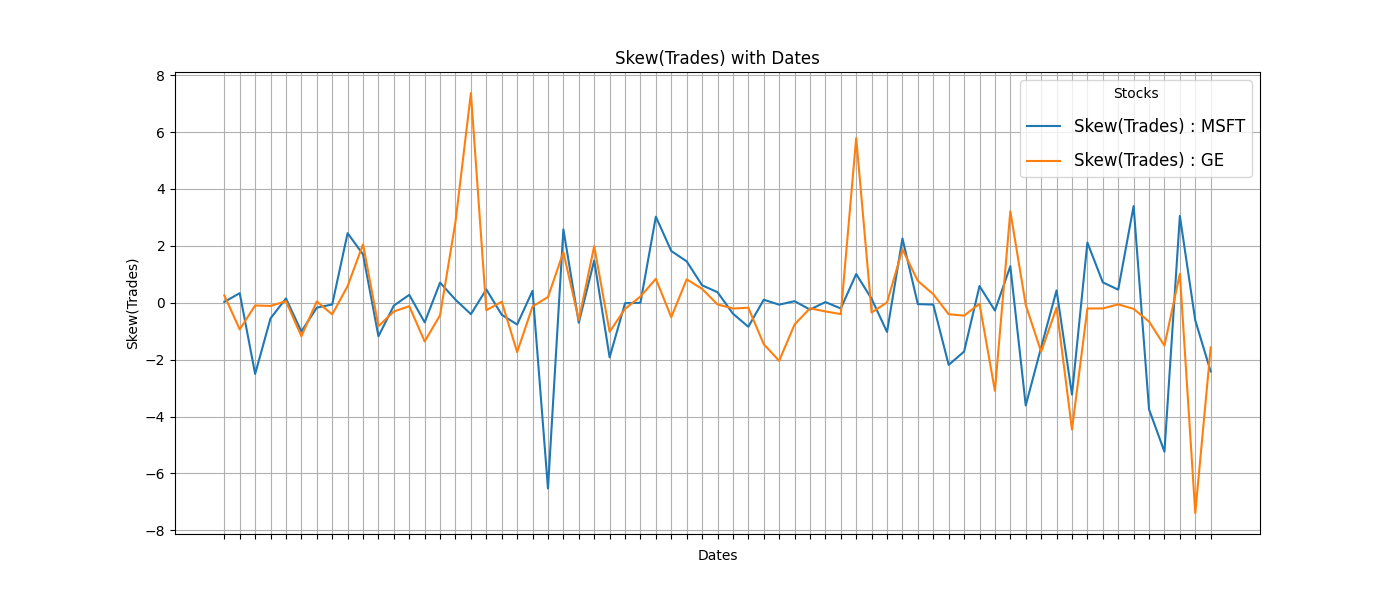 Skew(Trades) with Dates
8
6
4
2
0
−2
−4
−6
−8
Skew(Trades)
Dates
Stocks
Skew(Trades) : MSFT
Skew(Trades) : GE